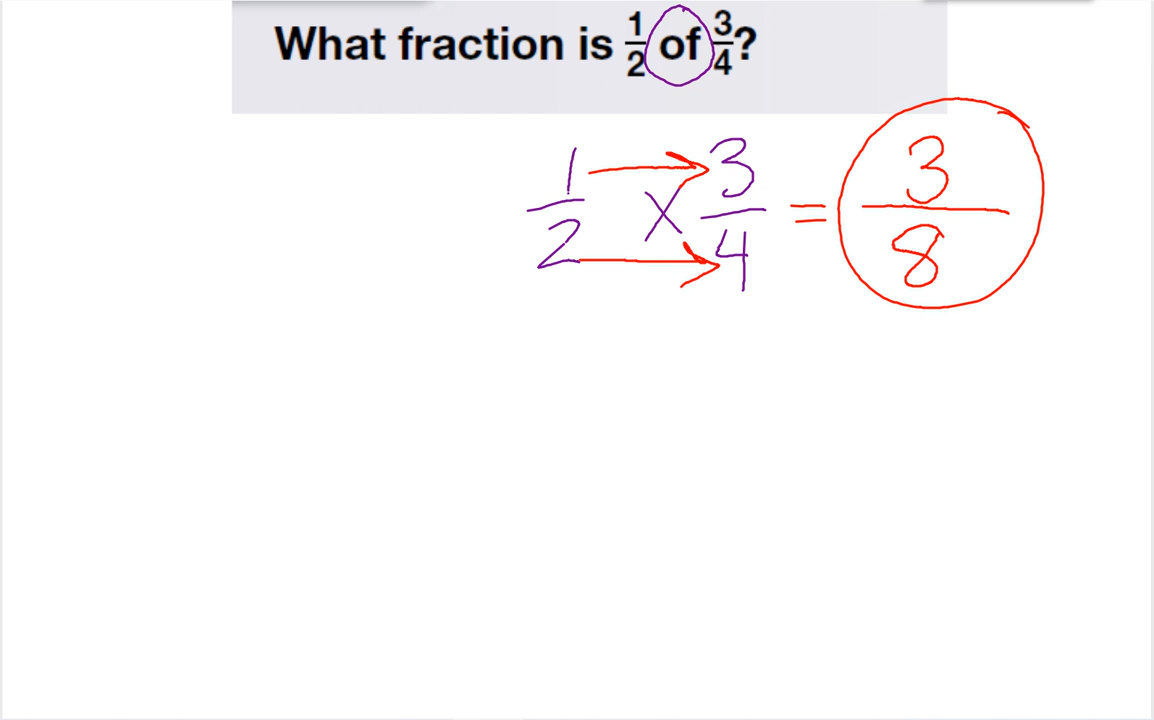 What fraction is 1/2 of 3/4?
1/2 X 3/4 = 3/8